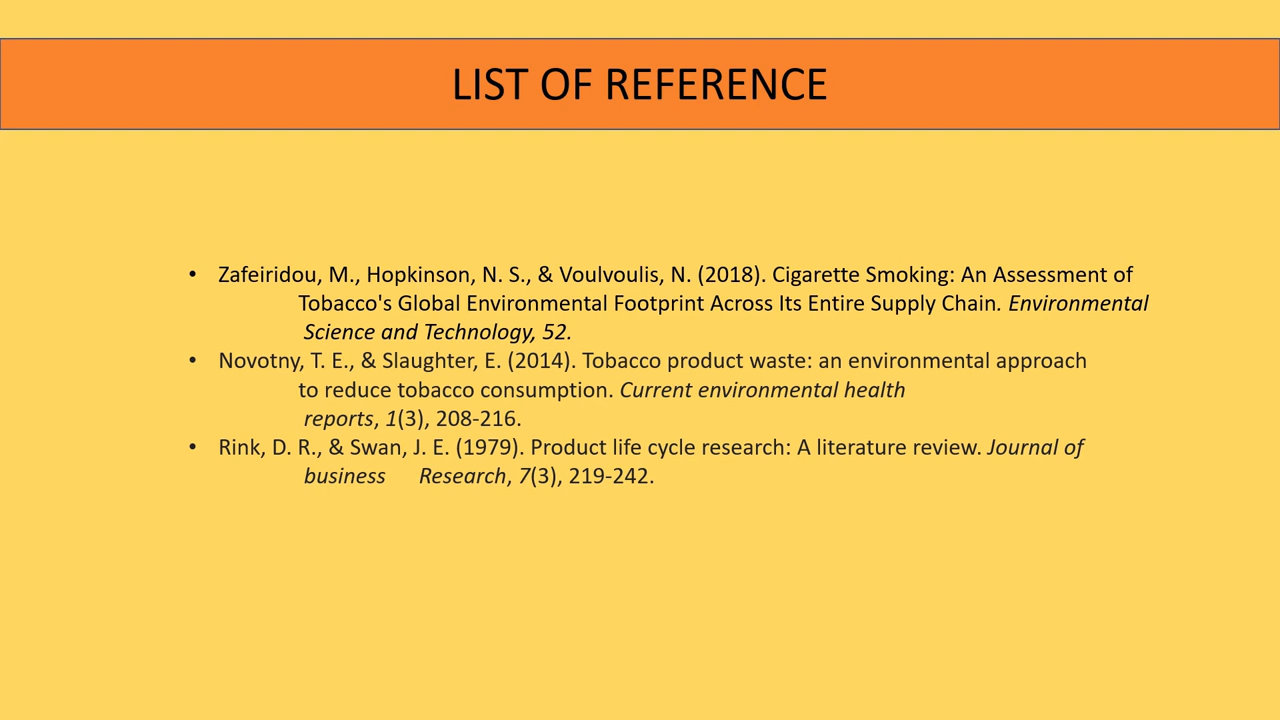 LIST OF REFERENCE
• Zafeiridou, M., Hopkinson, N. S., & Voulvoulis, N. (2018). Cigarette Smoking: An Assessment of
Tobacco's Global Environmental Footprint Across Its Entire Supply Chain. Environmental
Science and Technology, 52.
• Novotny, T. E., & Slaughter, E. (2014). Tobacco product waste: an environmental approach
to reduce tobacco consumption. Current environmental health
reports, 1(3), 208-216.
• Rink, D. R., & Swan, J. E. (1979). Product life cycle research: A literature review. Journal of
business Research, 7(3), 219-242.